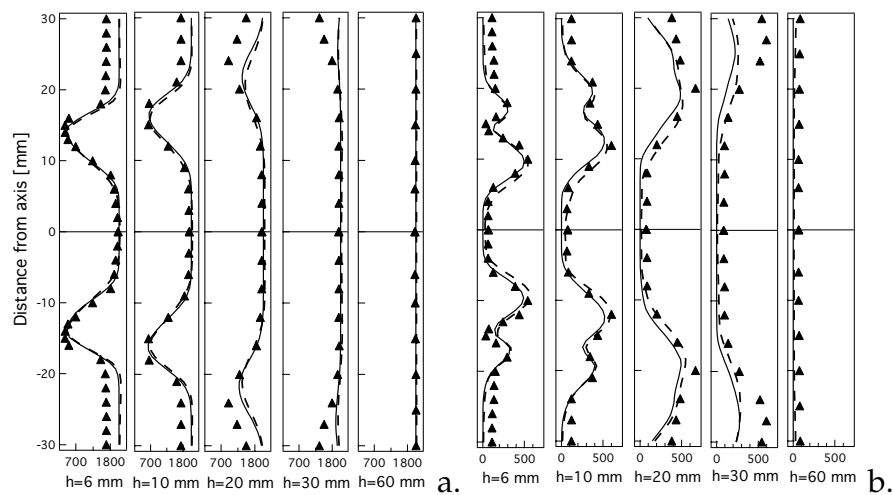 Distance from axis [mm]
30
20
10
0
-10
-20
-30
700 1800 700 1800 700 1800 700 1800 700 1800
h=6 mm h=10 mm h=20 mm h=30 mm h=60 mm
a.
0 500 0 500 0 500 0 500 0 500
h=6 mm h=10 mm h=20 mm h=30 mm h=60 mm
b.